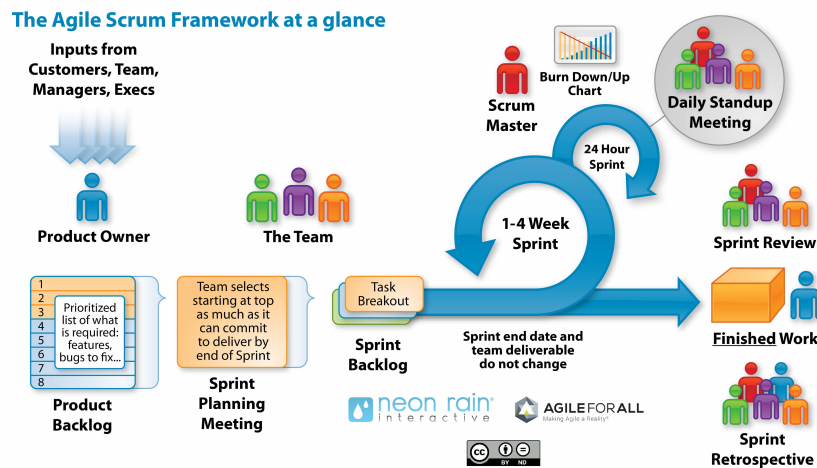 The Agile Scrum Framework at a glance
Inputs from
Customers, Team,
Managers, Execs
Product Owner
The Team
Scrum
Master
Burn Down/Up
Chart
Daily Standup
Meeting
24 Hour
Sprint
1-4 Week
Sprint
Sprint Review
1
2
3
4
5
6
7
8
Prioritized
list of what
is required:
features,
bugs to fix...
Product
Backlog
Team selects
starting at top
as much as it
can commit
to deliver by
end of Sprint
Sprint
Planning
Meeting
Task
Breakout
Sprint
Backlog
Sprint end date and
team deliverable
do not change
Finished Work
Sprint
Retrospective
neon rain®
interactive
AGILEFORALL
Making Agile a Reality®
cc
BY ND